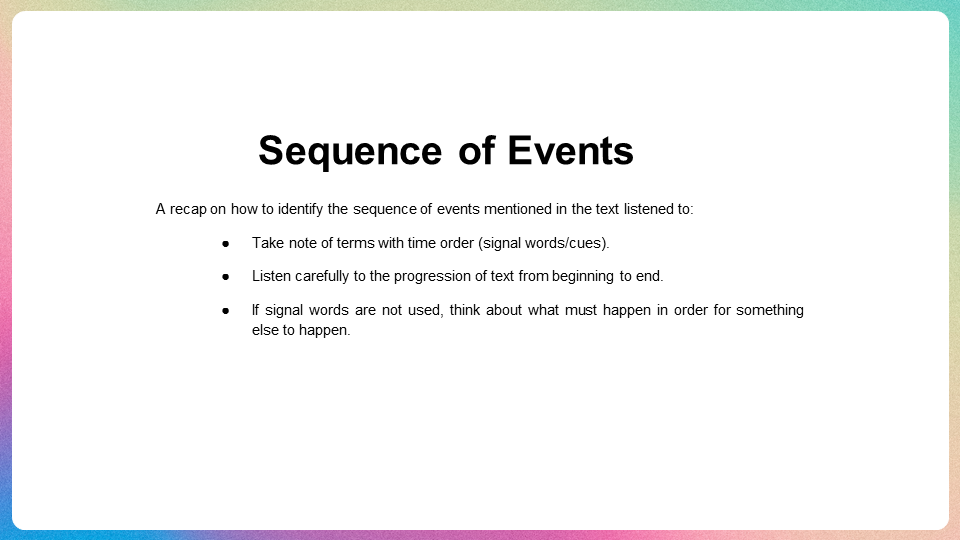 Sequence of Events
A recap on how to identify the sequence of events mentioned in the text listened to:
● Take note of terms with time order (signal words/cues).
● Listen carefully to the progression of text from beginning to end.
● If signal words are not used, think about what must happen in order for something
else to happen.